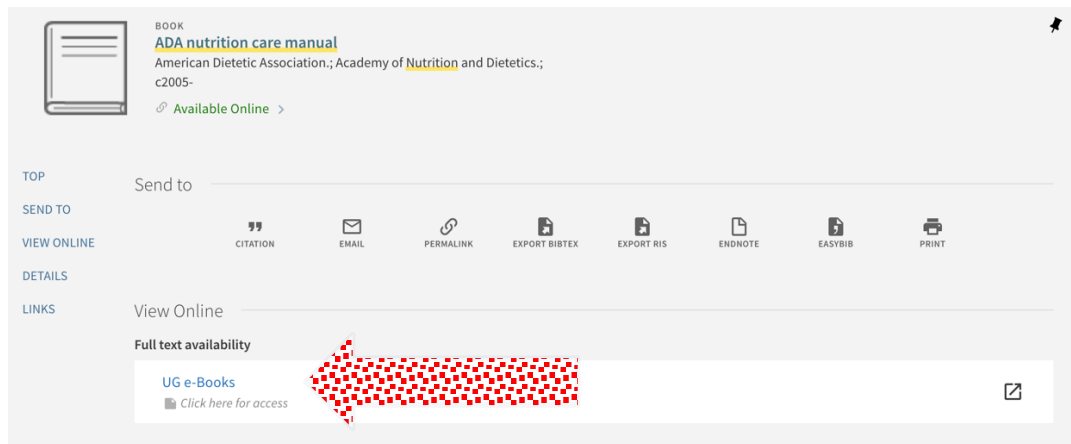 BOOK
ADA nutrition care manual
American Dietetic Association.; Academy of Nutrition and Dietetics.;
c2005-
Available Online
TOP
SEND TO
VIEW ONLINE
DETAILS
LINKS
Send to
CITATION
EMAIL
PERMALINK
EXPORT BIBTEX
EXPORT RIS
ENDNOTE
EASYBIB
PRINT
View Online
Full text availability
UG e-Books
Click here for access